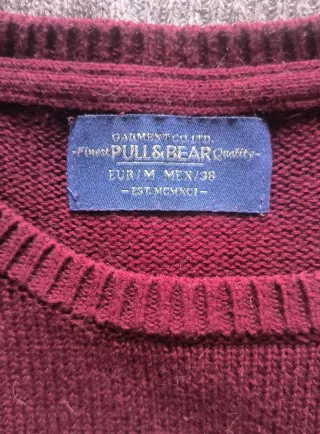 GARMENT CO. LTD.
-Finest PULL&BEAR Quality-
EUR/M MEX/38
- EST. MCMXCI -